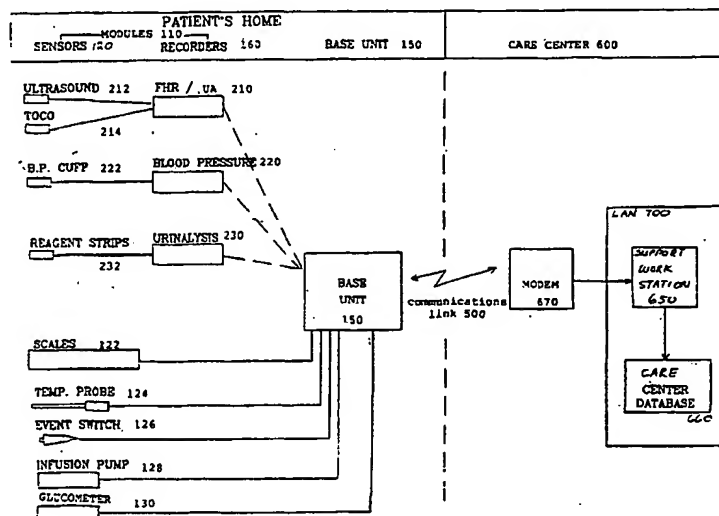 PATIENT'S HOME
MODULES 110
SENSORS 120 RECORDERS 160 BASE UNIT 150 CARE CENTER 600
ULTRASOUND 212 FHR / UA 210
TOCO
214
B.P. CUFF 222 BLOOD PRESSURE 220
REAGENT STRIPS URINALYSIS 230
232
LAN 700
SUPPORT
WORK
STATION
650
BASE
UNIT
150
communications
link 500
MODEM
670
SCALES 122
CARE
CENTER
DATABASE
660
TEMP. PROBE 124
EVENT SWITCH 126
INFUSION PUMP 128
GLUCOMETER 130